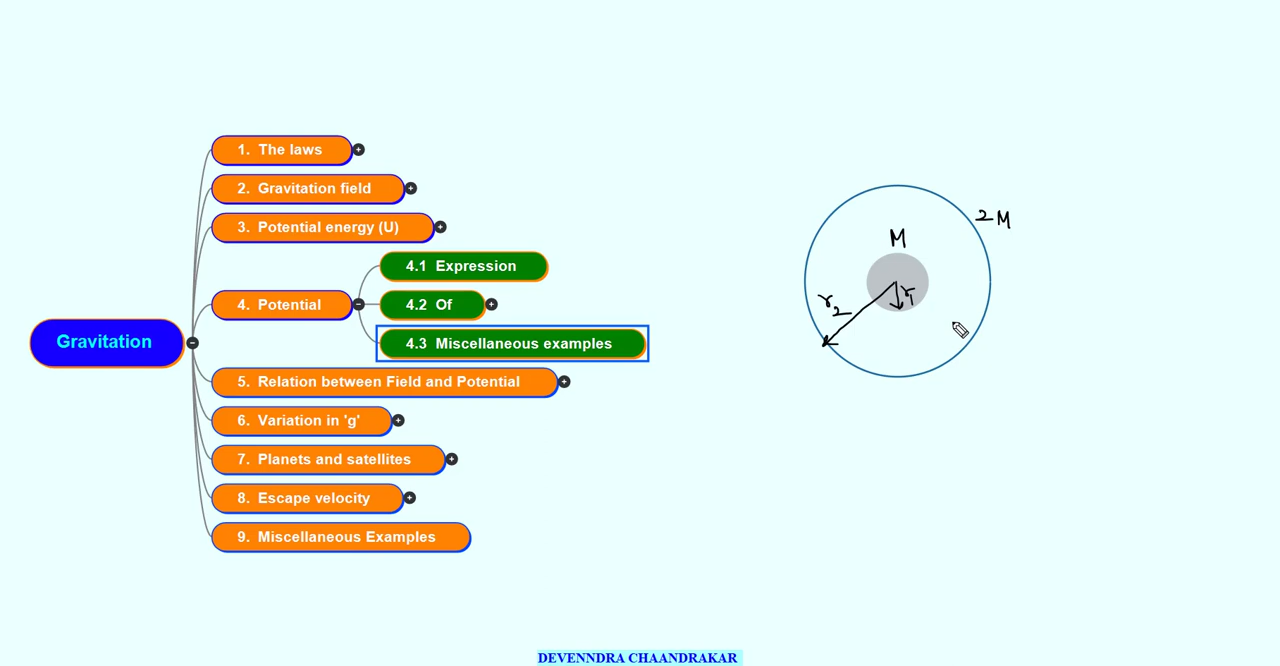 1. The laws
2. Gravitation field
3. Potential energy (U)
4.1 Expression
4. Potential
4.2 Of
4.3 Miscellaneous examples
Gravitation
5. Relation between Field and Potential
6. Variation in 'g'
7. Planets and satellites
8. Escape velocity
9. Miscellaneous Examples
2M
M
r1
r2
DEVENNDRA CHAANDRAKAR